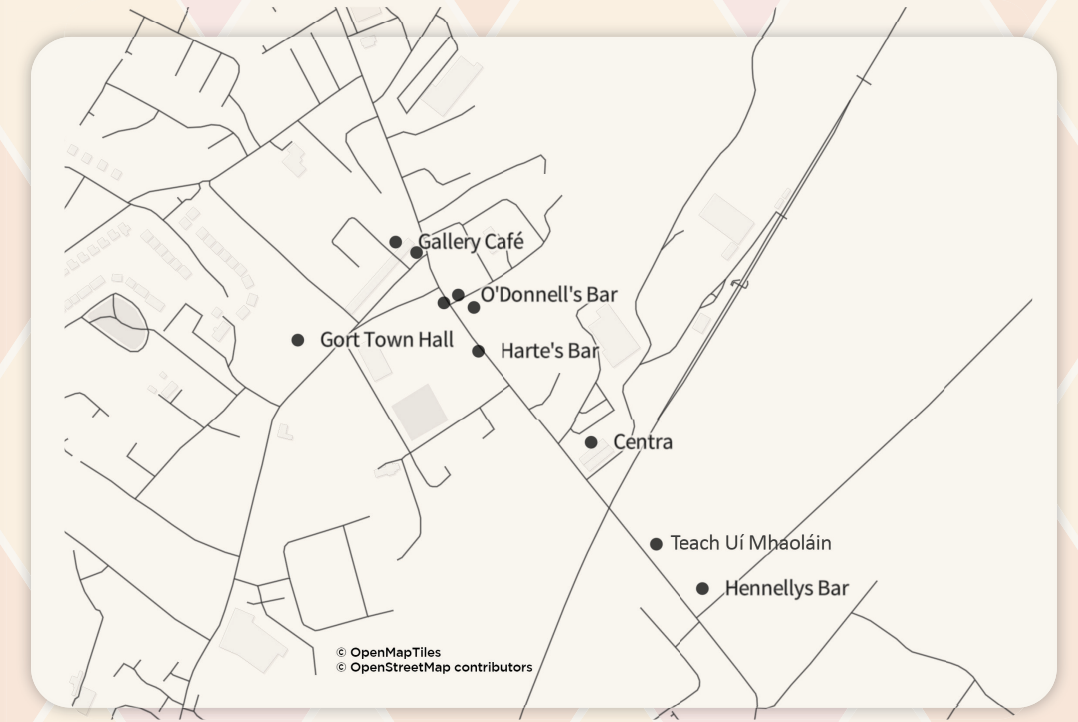 Gallery Café
O'Donnell's Bar
Gort Town Hall
Harte's Bar
Centra
Teach Uí Mhaoláin
Hennellys Bar
© OpenMapTiles
© OpenStreetMap contributors